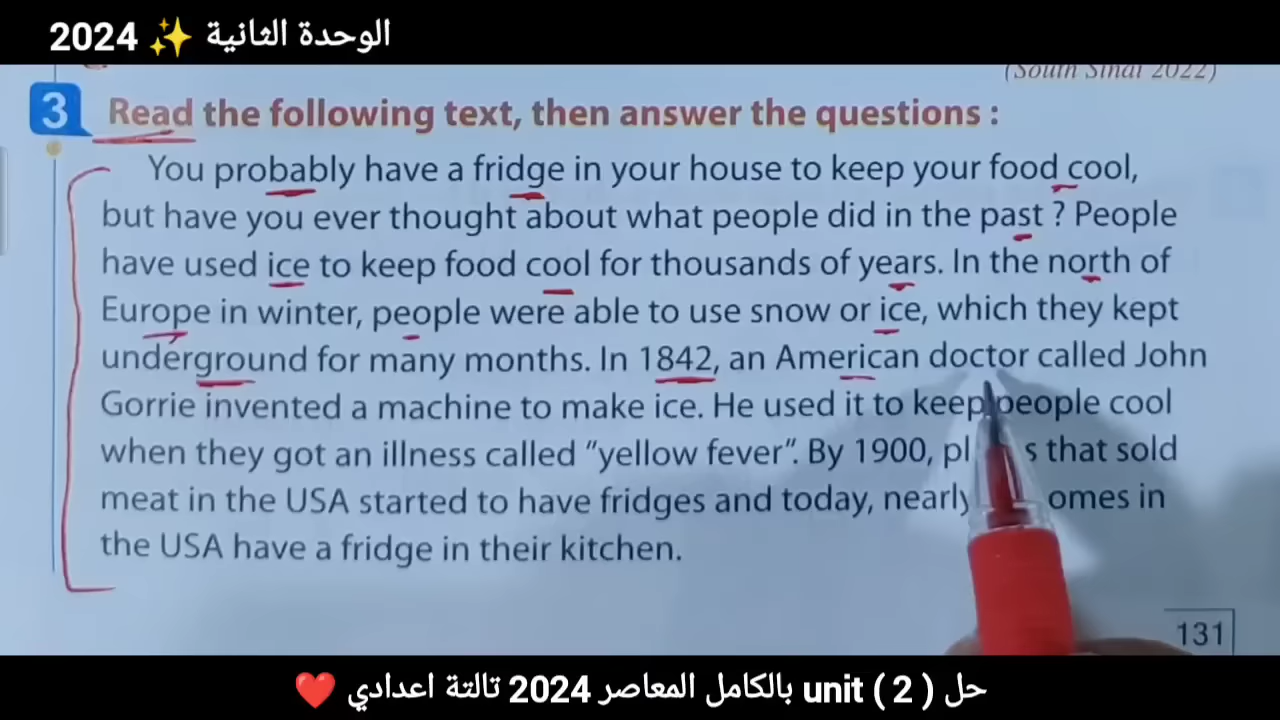 الوحدة الثانية ✨ 2024
(South Sinai 2022)
3 Read the following text, then answer the questions :
You probably have a fridge in your house to keep your food cool,
but have you ever thought about what people did in the past ? People
have used ice to keep food cool for thousands of years. In the north of
Europe in winter, people were able to use snow or ice, which they kept
underground for many months. In 1842, an American doctor called John
Gorrie invented a machine to make ice. He used it to keep people cool
when they got an illness called "yellow fever". By 1900, that sold
meat in the USA started to have fridges and today, nearly in
the USA have a fridge in their kitchen.
131
حل unit ( 2 ) بالكامل المعاصر 2024 تالتة اعدادي ❤️